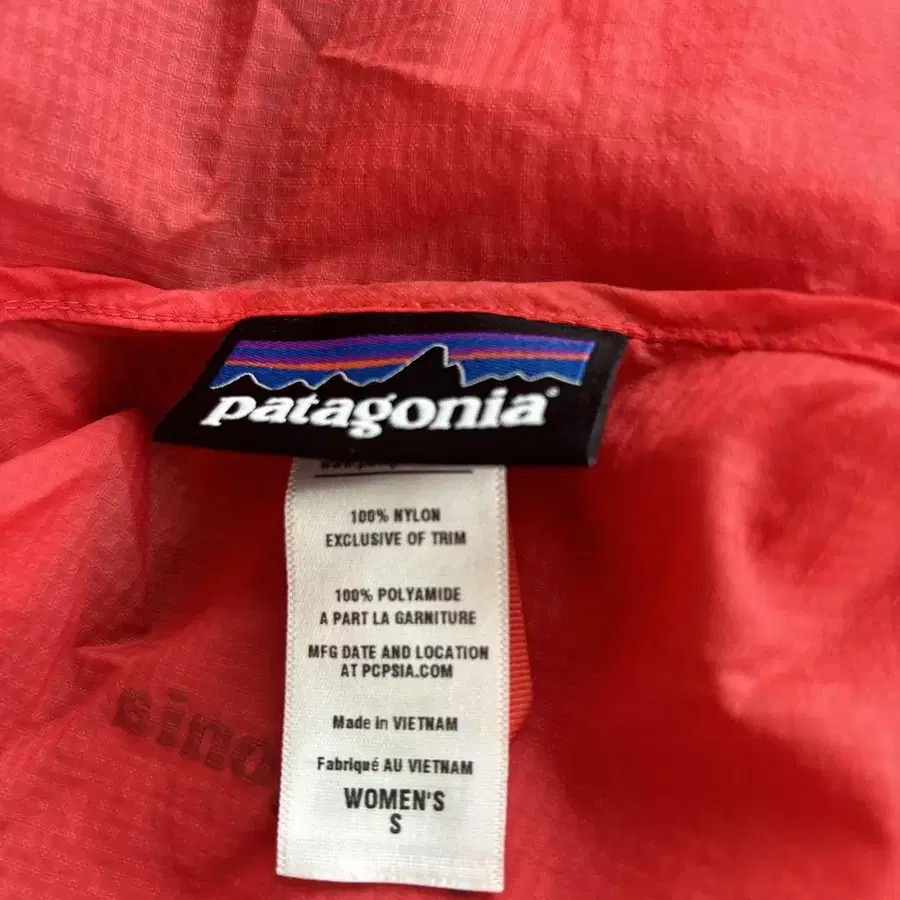 patagonia
100% NYLON
EXCLUSIVE OF TRIM
100% POLYAMIDE
A PART LA GARNITURE
MFG DATE AND LOCATION
AT PCPSIA.COM
Made in VIETNAM
Fabriqué AU VIETNAM
WOMEN'S
S